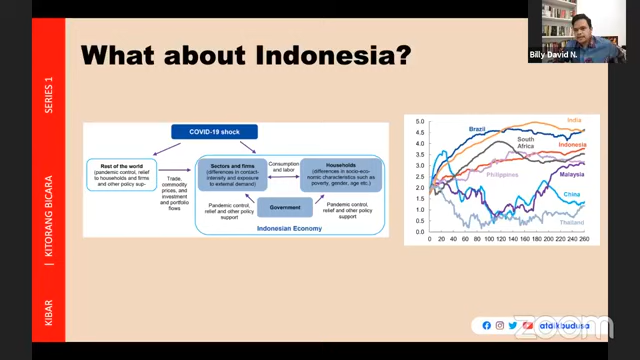 What about Indonesia?
Billy David N.
SERIES 1
KITORANG BICARA
KIBAR
COVID-19 shock
Rest of the world
(pandemic control, relief
to households and firms
and other policy sup-
Trade,
commodity
prices, and
investment
and portfolio
flows
Sectors and firms
(differences in contact-
intensity and exposure
to external demand)
Consumption
and labor
Households
(differences in socio-eco-
nomic characteristics such as
poverty, gender, age etc.)
Government
Pandemic control,
relief and other policy
support
Pandemic control,
relief and other policy
support
Indonesian Economy
5.0
4.5
4.0
3.5
3.0
2.5
2.0
1.5
1.0
0.5
0.0
India
Brazil
South
Africa
Indonesia
Philippines
Malaysia
China
Thailand
0 20 40 60 80 100 120 140 160 180 200 220 240 260
zoom